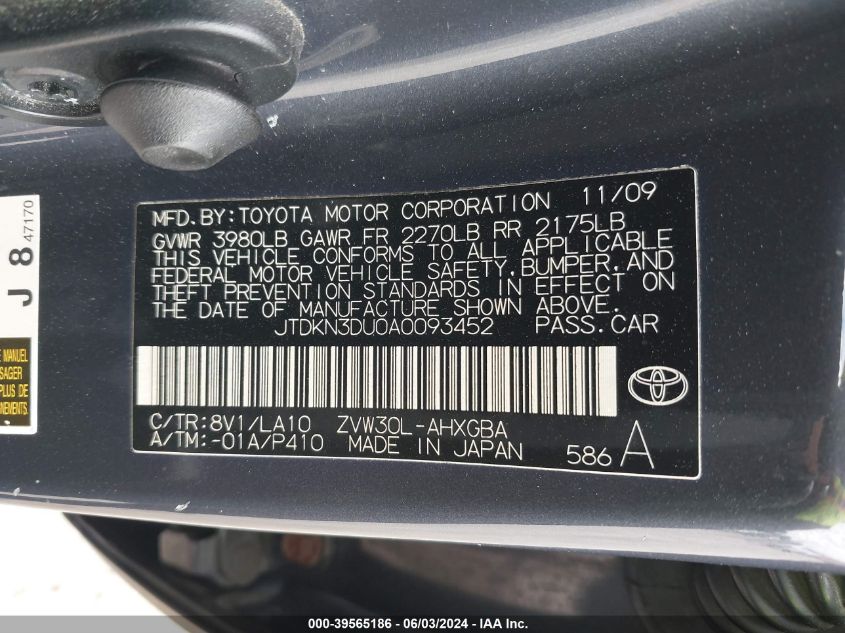 MFD. BY: TOYOTA MOTOR CORPORATION 11/09
GVWR 3980LB GAWR FR 2270LB RR 2175LB
THIS VEHICLE CONFORMS TO ALL APPLICABLE
FEDERAL MOTOR VEHICLE SAFETY, BUMPER, AND
THEFT PREVENTION STANDARDS IN EFFECT ON
THE DATE OF MANUFACTURE SHOWN ABOVE.
JTDKN3DU0A0093452 PASS. CAR
C/TR: 8V1/LA10 ZVW30L-AHXGBA
A/TM: -01A/P410 MADE IN JAPAN 586 A
J 8 47170
E MANUEL
SAGER
PLUS DE
NEMENTS.
000-39565186 - 06/03/2024 - IAA Inc.